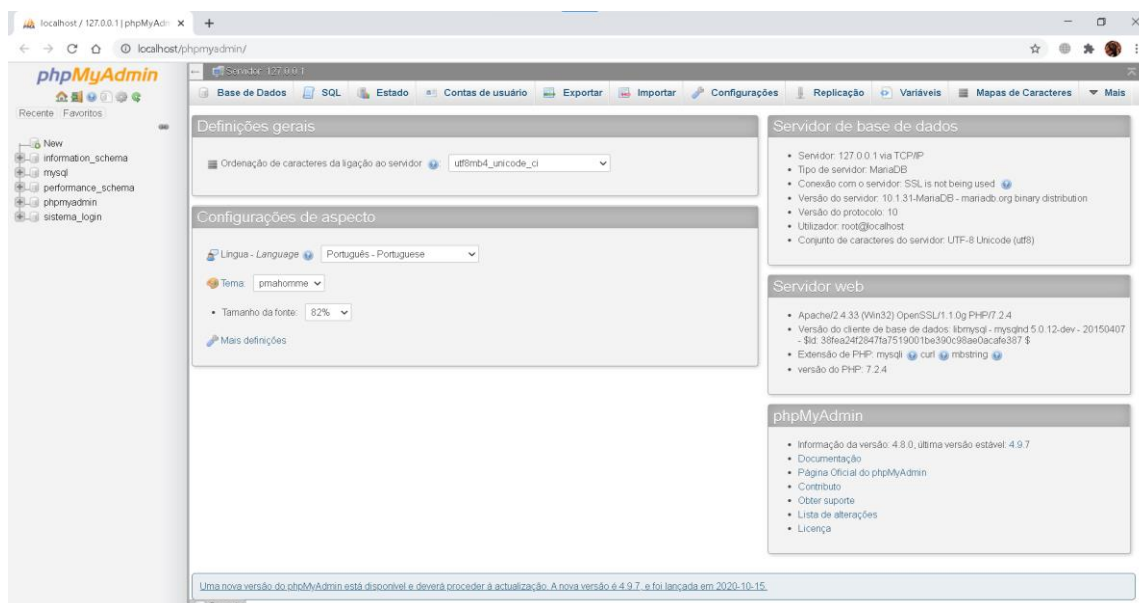 localhost / 127.0.0.1 | phpMyAdm
localhost/phpmyadmin/
phpMyAdmin
Recente Favoritos
New
information_schema
mysql
performance_schema
phpmyadmin
sistema_login
Servidor: 127.0.0.1
Base de Dados SQL Estado Contas de usuário Exportar Importar Configurações Replicação Variáveis Mapas de Caracteres Mais
Definições gerais
Ordenação de caracteres da ligação ao servidor : utf8mb4_unicode_ci
Configurações de aspecto
Língua - Language Português - Portuguese
Tema: pmahomme
Tamanho da fonte: 82%
Mais definições
Servidor de base de dados
Servidor: 127.0.0.1 via TCP/IP
Tipo de servidor: MariaDB
Conexão com o servidor: SSL is not being used
Versão do servidor: 10.1.31-MariaDB - mariadb.org binary distribution
Versão do protocolo: 10
Utilizador: root@localhost
Conjunto de caracteres do servidor: UTF-8 Unicode (utf8)
Servidor web
Apache/2.4.33 (Win32) OpenSSL/1.1.0g PHP/7.2.4
Versão do cliente de base de dados: libmysql - mysqlnd 5.0.12-dev - 20150407
- $Id: 38fea24f2847fa7519001be390c98ae0acafe387 $
Extensão de PHP: mysqli curl mbstring
versão do PHP: 7.2.4
phpMyAdmin
Informação da versão: 4.8.0, última versão estável: 4.9.7
Documentação
Página Oficial do phpMyAdmin
Contributo
Obter suporte
Lista de alterações
Licença
Uma nova versão do phpMyAdmin está disponível e deverá proceder à actualização. A nova versão é 4.9.7, e foi lançada em 2020-10-15.